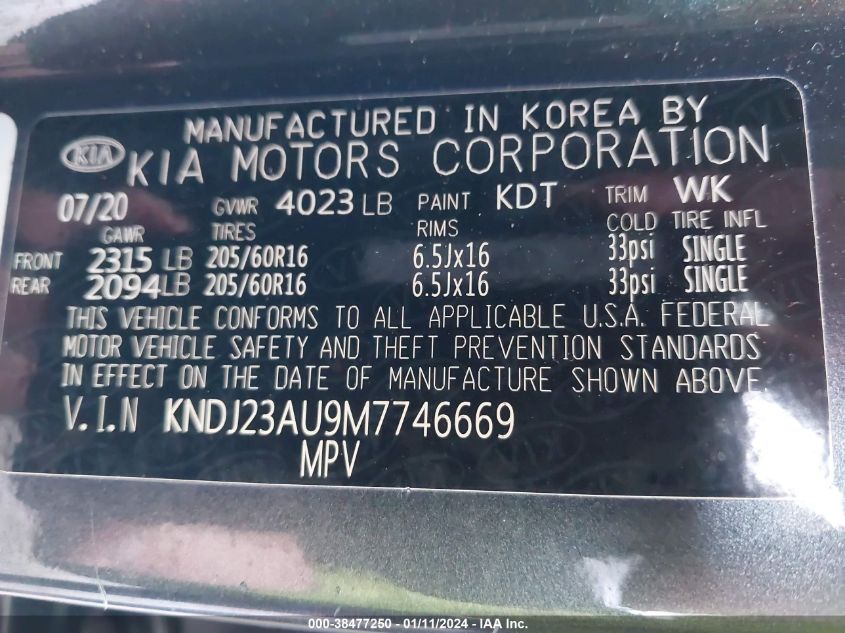 MANUFACTURED IN KOREA BY
KIA KIA MOTORS CORPORATION
07/20 GVWR 4023 LB PAINT KDT TRIM WK
GAWR TIRES RIMS COLD TIRE INFL
FRONT 2315 LB 205/60R16 6.5Jx16 33psi SINGLE
REAR 2094 LB 205/60R16 6.5Jx16 33psi SINGLE
THIS VEHICLE CONFORMS TO ALL APPLICABLE U.S.A. FEDERAL
MOTOR VEHICLE SAFETY AND THEFT PREVENTION STANDARDS
IN EFFECT ON THE DATE OF MANUFACTURE SHOWN ABOVE.
V.I.N KNDJ23AU9M7746669
MPV
000-38477250 - 01/11/2024 - IAA Inc.